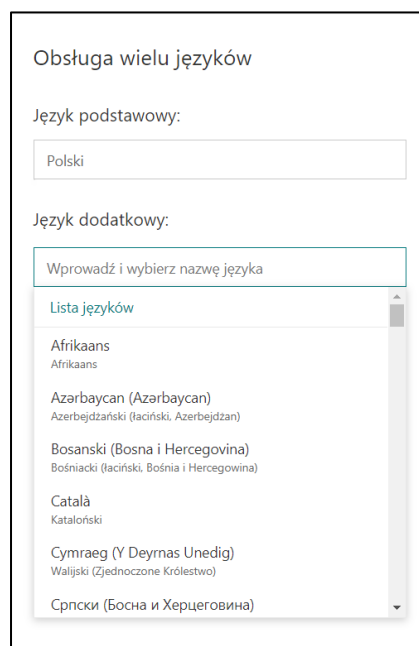 Obsługa wielu języków
Język podstawowy:
Polski
Język dodatkowy:
Wprowadź i wybierz nazwę języka
Lista języków
Afrikaans
Afrikaans
Azərbaycan (Azərbaycan)
Azerbejdżański (łaciński, Azerbejdżan)
Bosanski (Bosna i Hercegovina)
Bośniacki (łaciński, Bośnia i Hercegowina)
Català
Kataloński
Cymraeg (Y Deyrnas Unedig)
Walijski (Zjednoczone Królestwo)
Српски (Босна и Херцеговина)